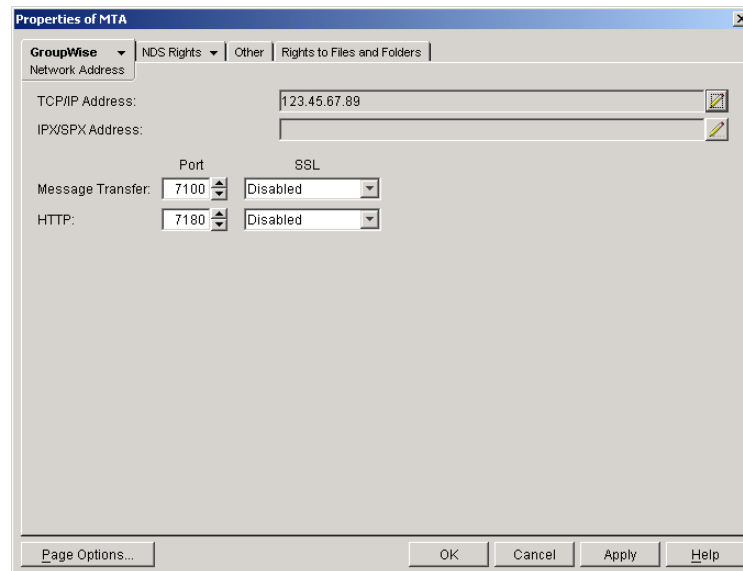 Properties of MTA
GroupWise NDS Rights Other Rights to Files and Folders
Network Address
TCP/IP Address: 123.45.67.89
IPX/SPX Address:
Port SSL
Message Transfer: 7100 Disabled
HTTP: 7180 Disabled
Page Options... OK Cancel Apply Help